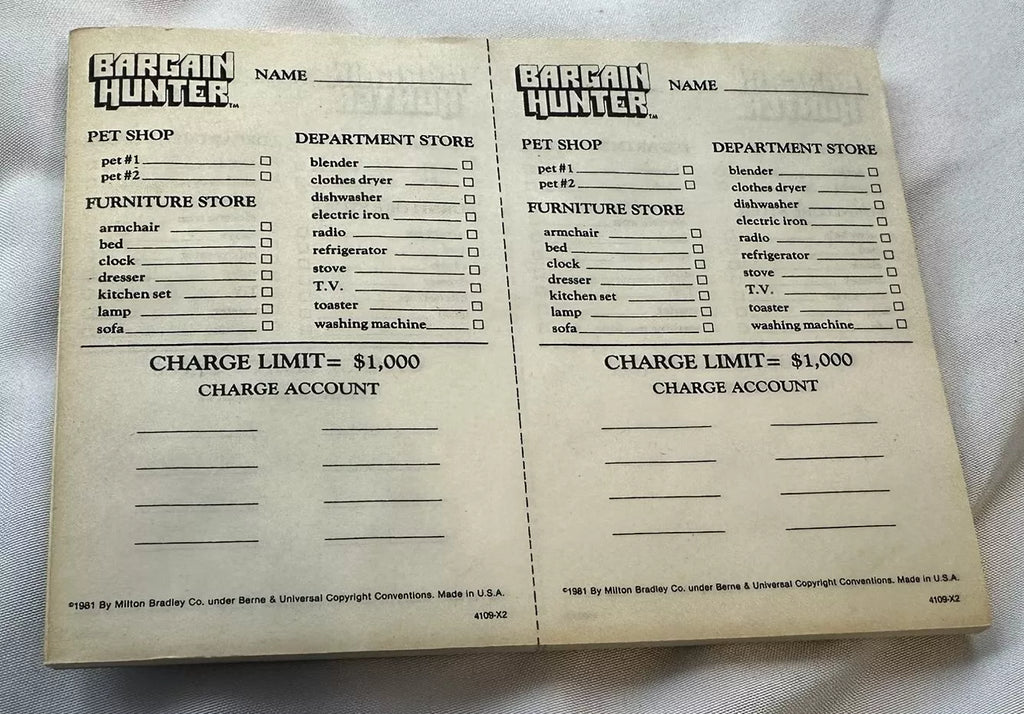 BARGAIN
HUNTER™
NAME
PET SHOP
pet #1
pet #2
FURNITURE STORE
armchair
bed
clock
dresser
kitchen set
lamp
sofa
DEPARTMENT STORE
blender
clothes dryer
dishwasher
electric iron
radio
refrigerator
stove
T.V.
toaster
washing machine
CHARGE LIMIT= $1,000
CHARGE ACCOUNT
©1981 By Milton Bradley Co. under Berne & Universal Copyright Conventions. Made in U.S.A.
4109-X2
BARGAIN
HUNTER™
NAME
PET SHOP
pet #1
pet #2
FURNITURE STORE
armchair
bed
clock
dresser
kitchen set
lamp
sofa
DEPARTMENT STORE
blender
clothes dryer
dishwasher
electric iron
radio
refrigerator
stove
T.V.
toaster
washing machine
CHARGE LIMIT= $1,000
CHARGE ACCOUNT
©1981 By Milton Bradley Co. under Berne & Universal Copyright Conventions. Made in U.S.A.
4109-X2